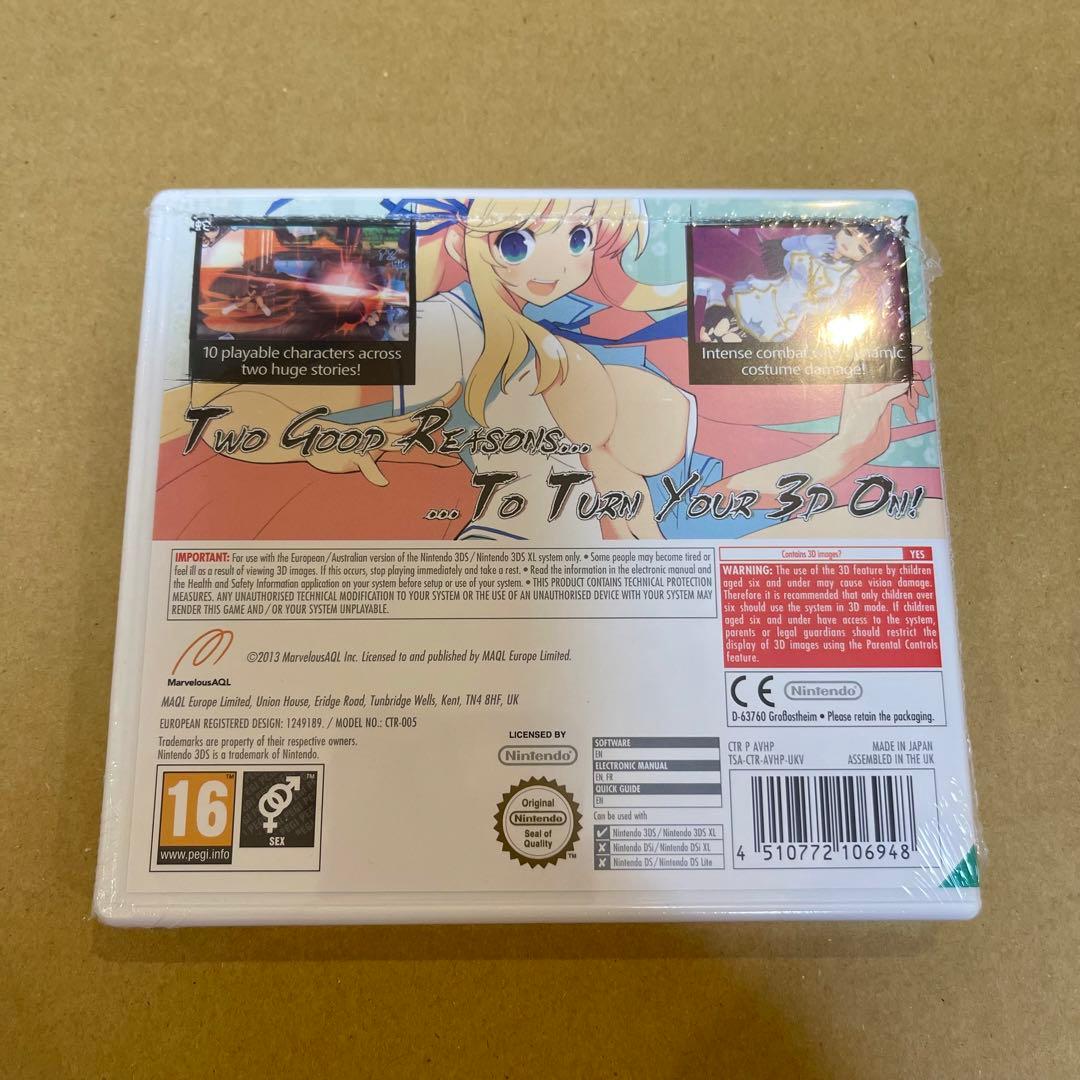 10 playable characters across
two huge stories!
Intense combat
costume damage!
Two Good Reasons...
... To Turn Your 3D On!
IMPORTANT: For use with the European/Australian version of the Nintendo 3DS/Nintendo 3DS XL system only. • Some people may become tired or
feel ill as a result of viewing 3D images. If this occurs, stop playing immediately and take a rest. • Read the information in the electronic manual and
the Health and Safety Information application on your system before setup or use of your system. • THIS PRODUCT CONTAINS TECHNICAL PROTECTION
MEASURES. ANY UNAUTHORISED TECHNICAL MODIFICATION TO YOUR SYSTEM OR THE USE OF AN UNAUTHORISED DEVICE WITH YOUR SYSTEM MAY
RENDER THIS GAME AND/OR YOUR SYSTEM UNPLAYABLE.
Contains 3D images? YES
WARNING: The use of the 3D feature by children
aged six and under may cause vision damage.
Therefore it is recommended that only children over
six should use the system in 3D mode. If children
aged six and under have access to the system,
parents or legal guardians should restrict the
display of 3D images using the Parental Controls
feature.
MarvelousAQL
©2013 MarvelousAQL Inc. Licensed to and published by MAQL Europe Limited.
MAQL Europe Limited, Union House, Eridge Road, Tunbridge Wells, Kent, TN4 8HF, UK
EUROPEAN REGISTERED DESIGN: 1249189. / MODEL NO.: CTR-005
Trademarks are property of their respective owners.
Nintendo 3DS is a trademark of Nintendo.
CE Nintendo
D-63760 Großostheim • Please retain the packaging.
16
www.pegi.info
SEX
TM
TM
LICENSED BY
Nintendo
Original
Nintendo
Seal of
Quality
TM
SOFTWARE
EN
ELECTRONIC MANUAL
EN, FR
QUICK GUIDE
EN
Can be used with
Nintendo 3DS/Nintendo 3DS XL
Nintendo DSi/Nintendo DSi XL
Nintendo DS/Nintendo DS Lite
CTR P AVHP MADE IN JAPAN
TSA-CTR-AVHP-UKV ASSEMBLED IN THE UK
4 510772 106948